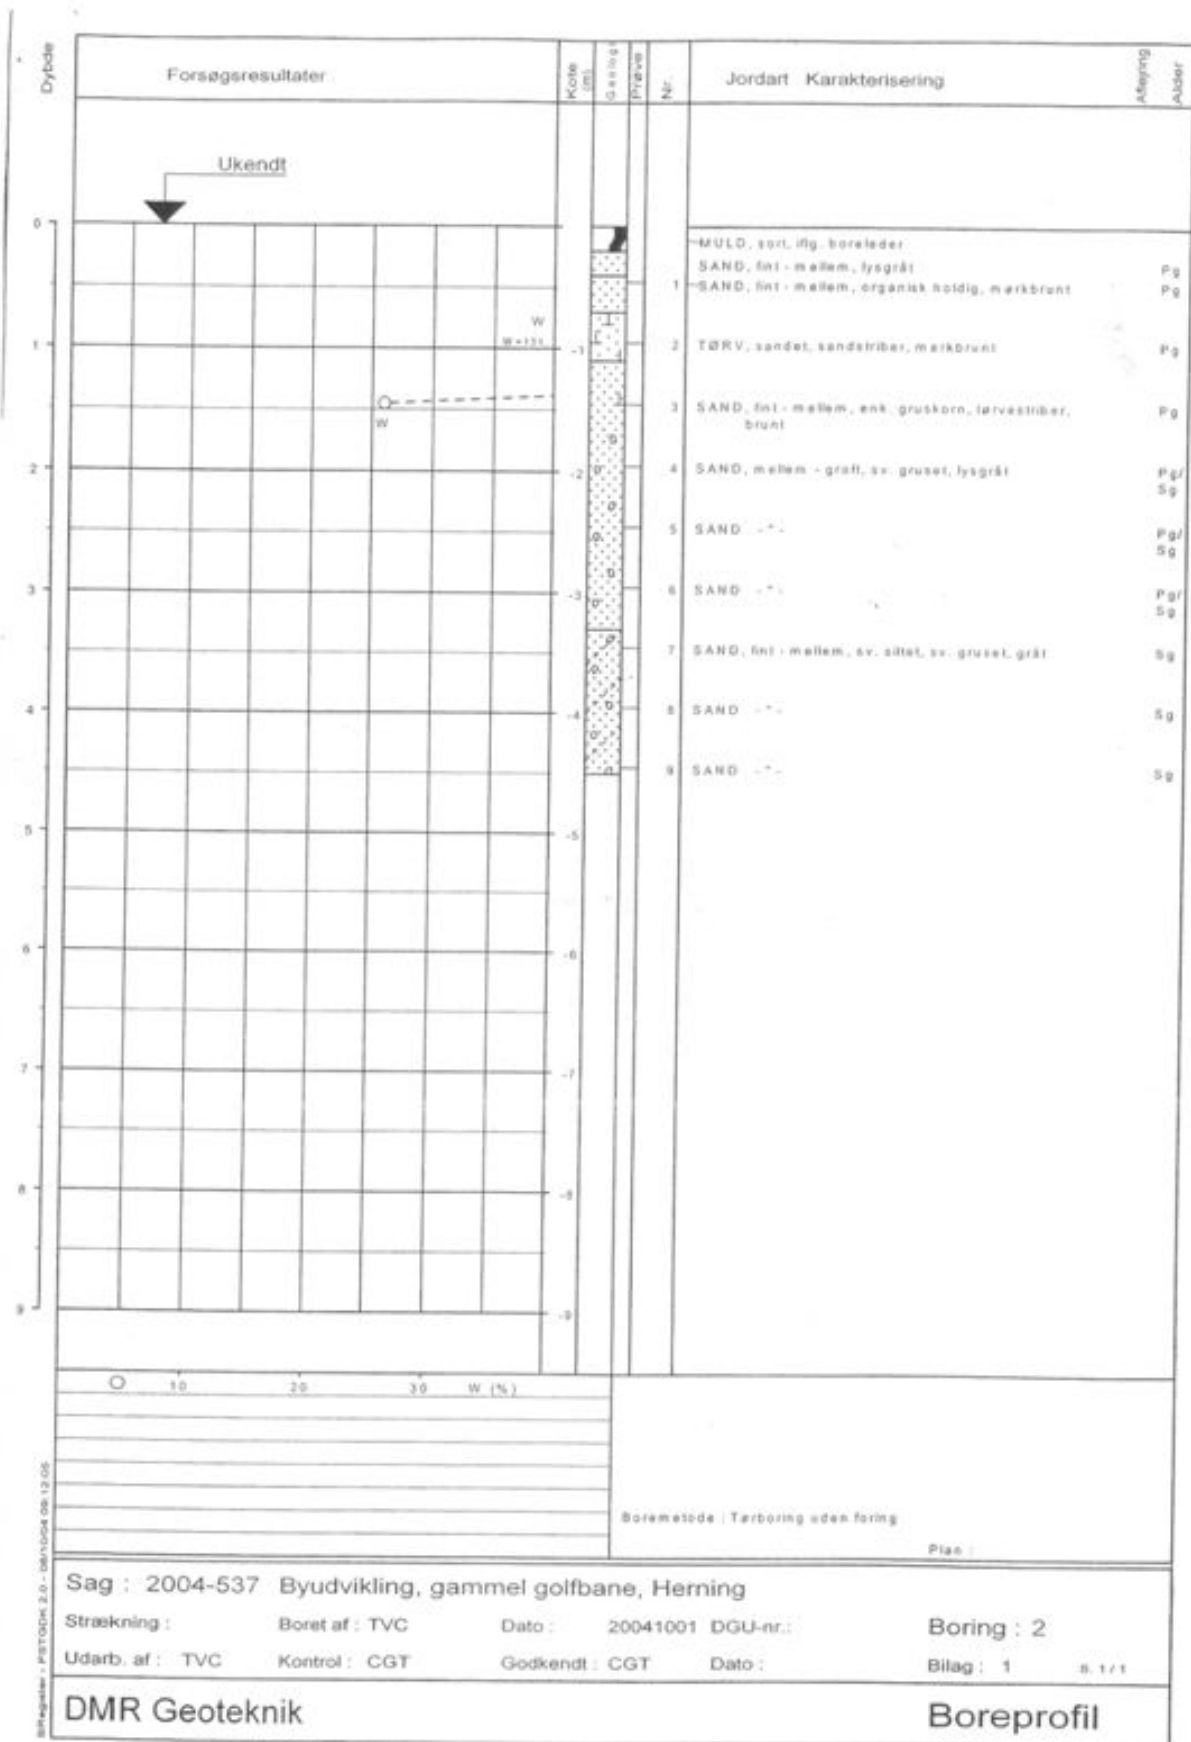 Dybde
Forsøgsresultater
Kote (m)
Geologi
Prøve
Nr.
Jordart Karakterisering
Aflejring
Alder
Ukendt
0
MULD, sort, iflg. boreleder
SAND, fint - mellem, lysgråt Pg
1 SAND, fint - mellem, organisk holdig, mørkbrunt Pg
W
W=131
1 -1 2 TØRV, sandet, sandstriber, mørkbrunt Pg
W
3 SAND, fint - mellem, enk. gruskorn, tørvestriber, Pg
brunt
2 -2 4 SAND, mellem - groft, sv. gruset, lysgråt Pg/
Sg
5 SAND -"- Pg/
Sg
3 -3 6 SAND -"- Pg/
Sg
7 SAND, fint - mellem, sv. siltet, sv. gruset, gråt Sg
4 -4 8 SAND -"- Sg
9 SAND -"- Sg
5 -5
6 -6
7 -7
8 -8
9 -9
10 20 30 W (%)
Boremetode : Tørboring uden foring
Plan :
Sag : 2004-537 Byudvikling, gammel golfbane, Herning
Strækning : Boret af : TVC Dato : 20041001 DGU-nr.: Boring : 2
Udarb. af : TVC Kontrol : CGT Godkendt : CGT Dato : Bilag : 1 S. 1/1
DMR Geoteknik Boreprofil